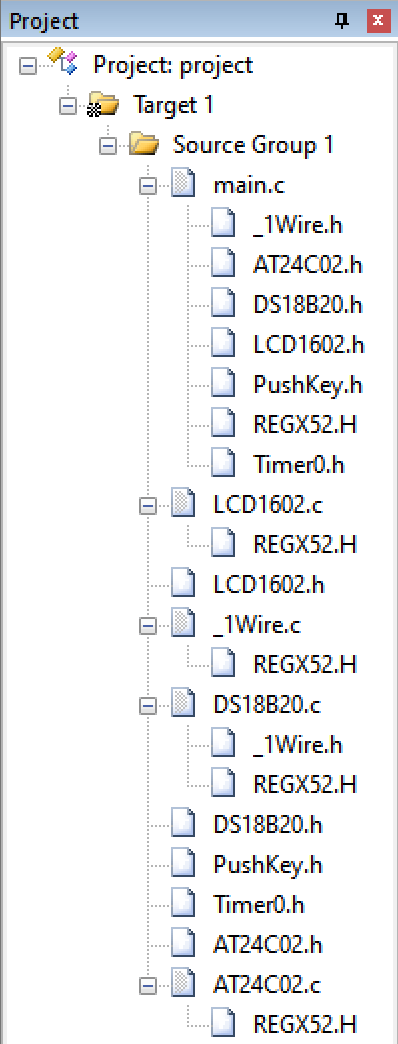 Project
Project: project
Target 1
Source Group 1
main.c
_1Wire.h
AT24C02.h
DS18B20.h
LCD1602.h
PushKey.h
REGX52.H
Timer0.h
LCD1602.c
REGX52.H
LCD1602.h
_1Wire.c
REGX52.H
DS18B20.c
_1Wire.h
REGX52.H
DS18B20.h
PushKey.h
Timer0.h
AT24C02.h
AT24C02.c
REGX52.H